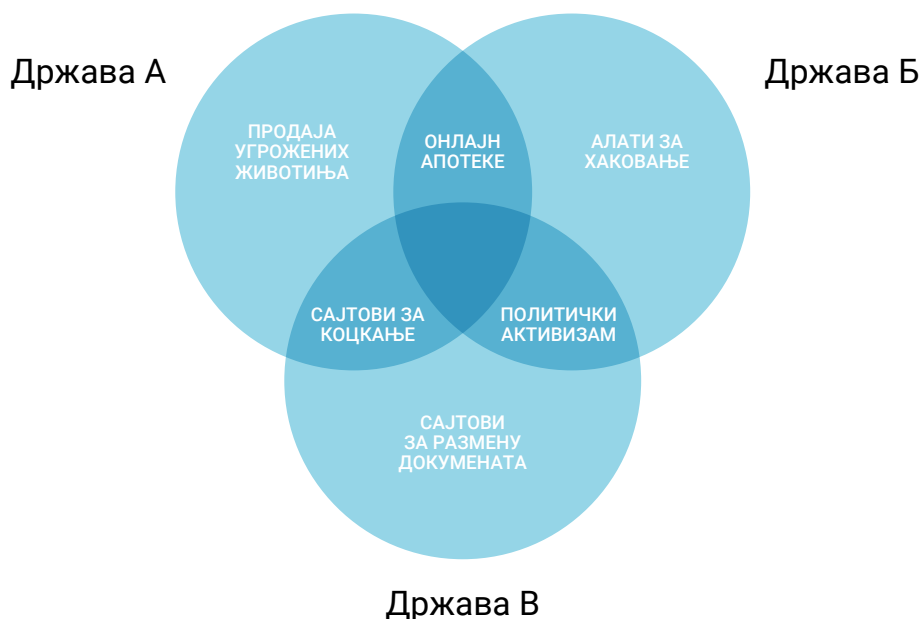 Држава А
Држава Б
ПРОДАЈА
УГРОЖЕНИХ
ЖИВОТИЊА
ОНЛАЈН
АПОТЕКЕ
АЛАТИ ЗА
ХАКОВАЊЕ
САЈТОВИ ЗА
КОЦКАЊЕ
ПОЛИТИЧКИ
АКТИВИЗАМ
САЈТОВИ
ЗА РАЗМЕНУ
ДОКУМЕНАТА
Држава В